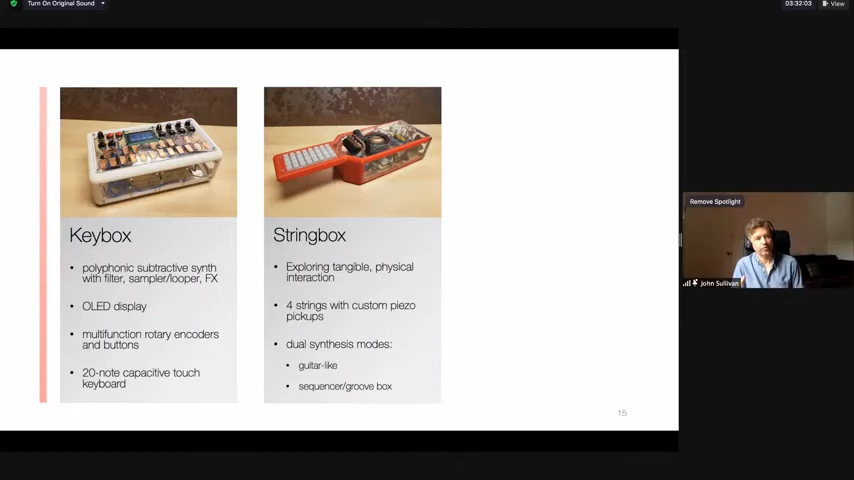 Turn On Original Sound
03:32:03
View
Keybox
• polyphonic subtractive synth
with filter, sampler/looper, FX
• OLED display
• multifunction rotary encoders
and buttons
• 20-note capacitive touch
keyboard
Stringbox
• Exploring tangible, physical
interaction
• 4 strings with custom piezo
pickups
• dual synthesis modes:
• guitar-like
• sequencer/groove box
15
Remove Spotlight
John Sullivan